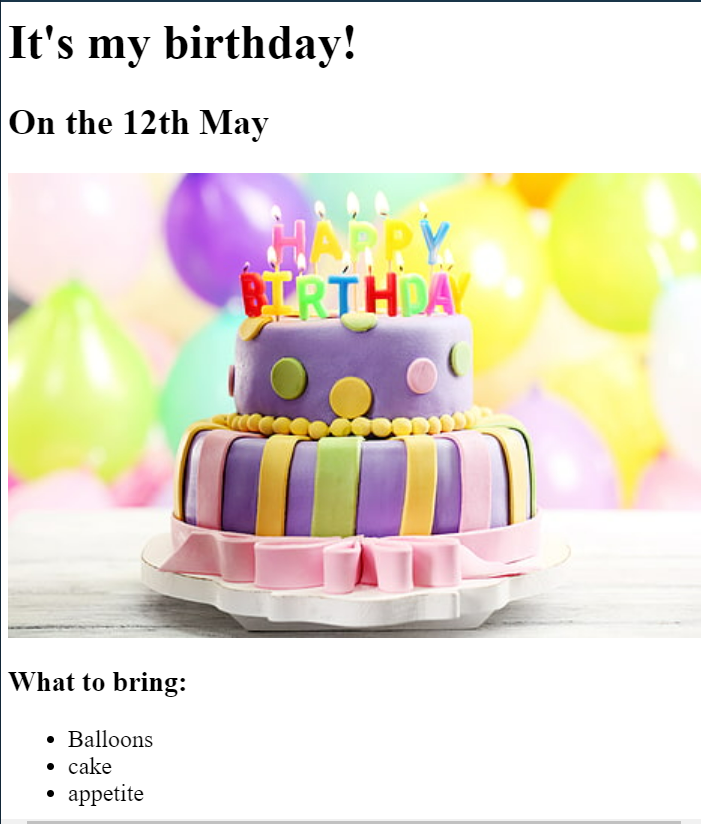 It's my birthday!
On the 12th May
HAPPY
BIRTHDAY
What to bring:
Balloons
cake
appetite